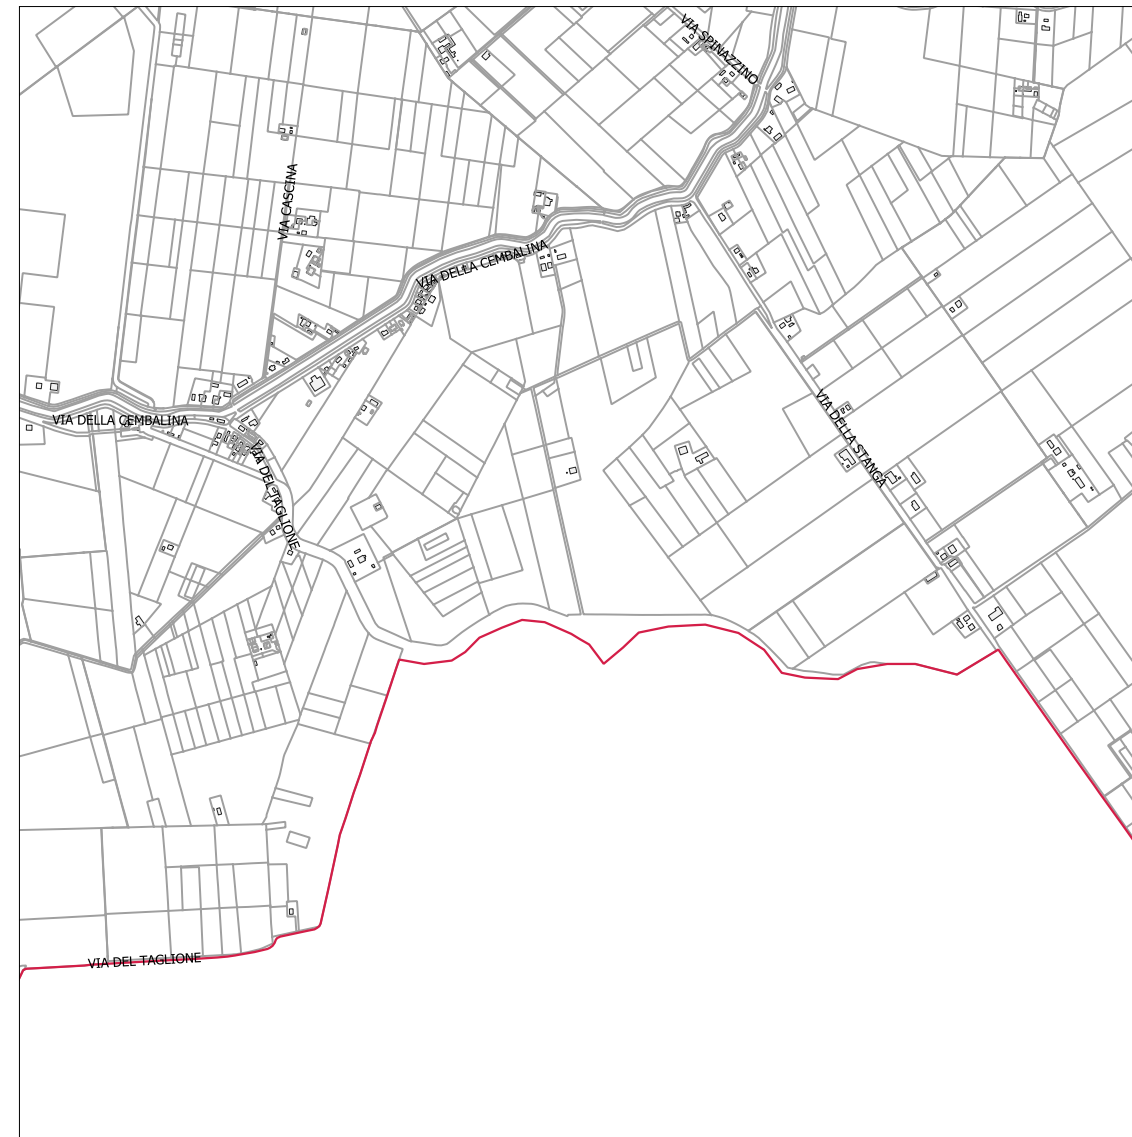 VIA SPINAZZINO
VIA CASCINA
VIA DELLA CEMBALINA
VIA DELLA CEMBALINA
VIA DELLA STANGA
VIA DEL TAGLIONE
VIA DEL TAGLIONE